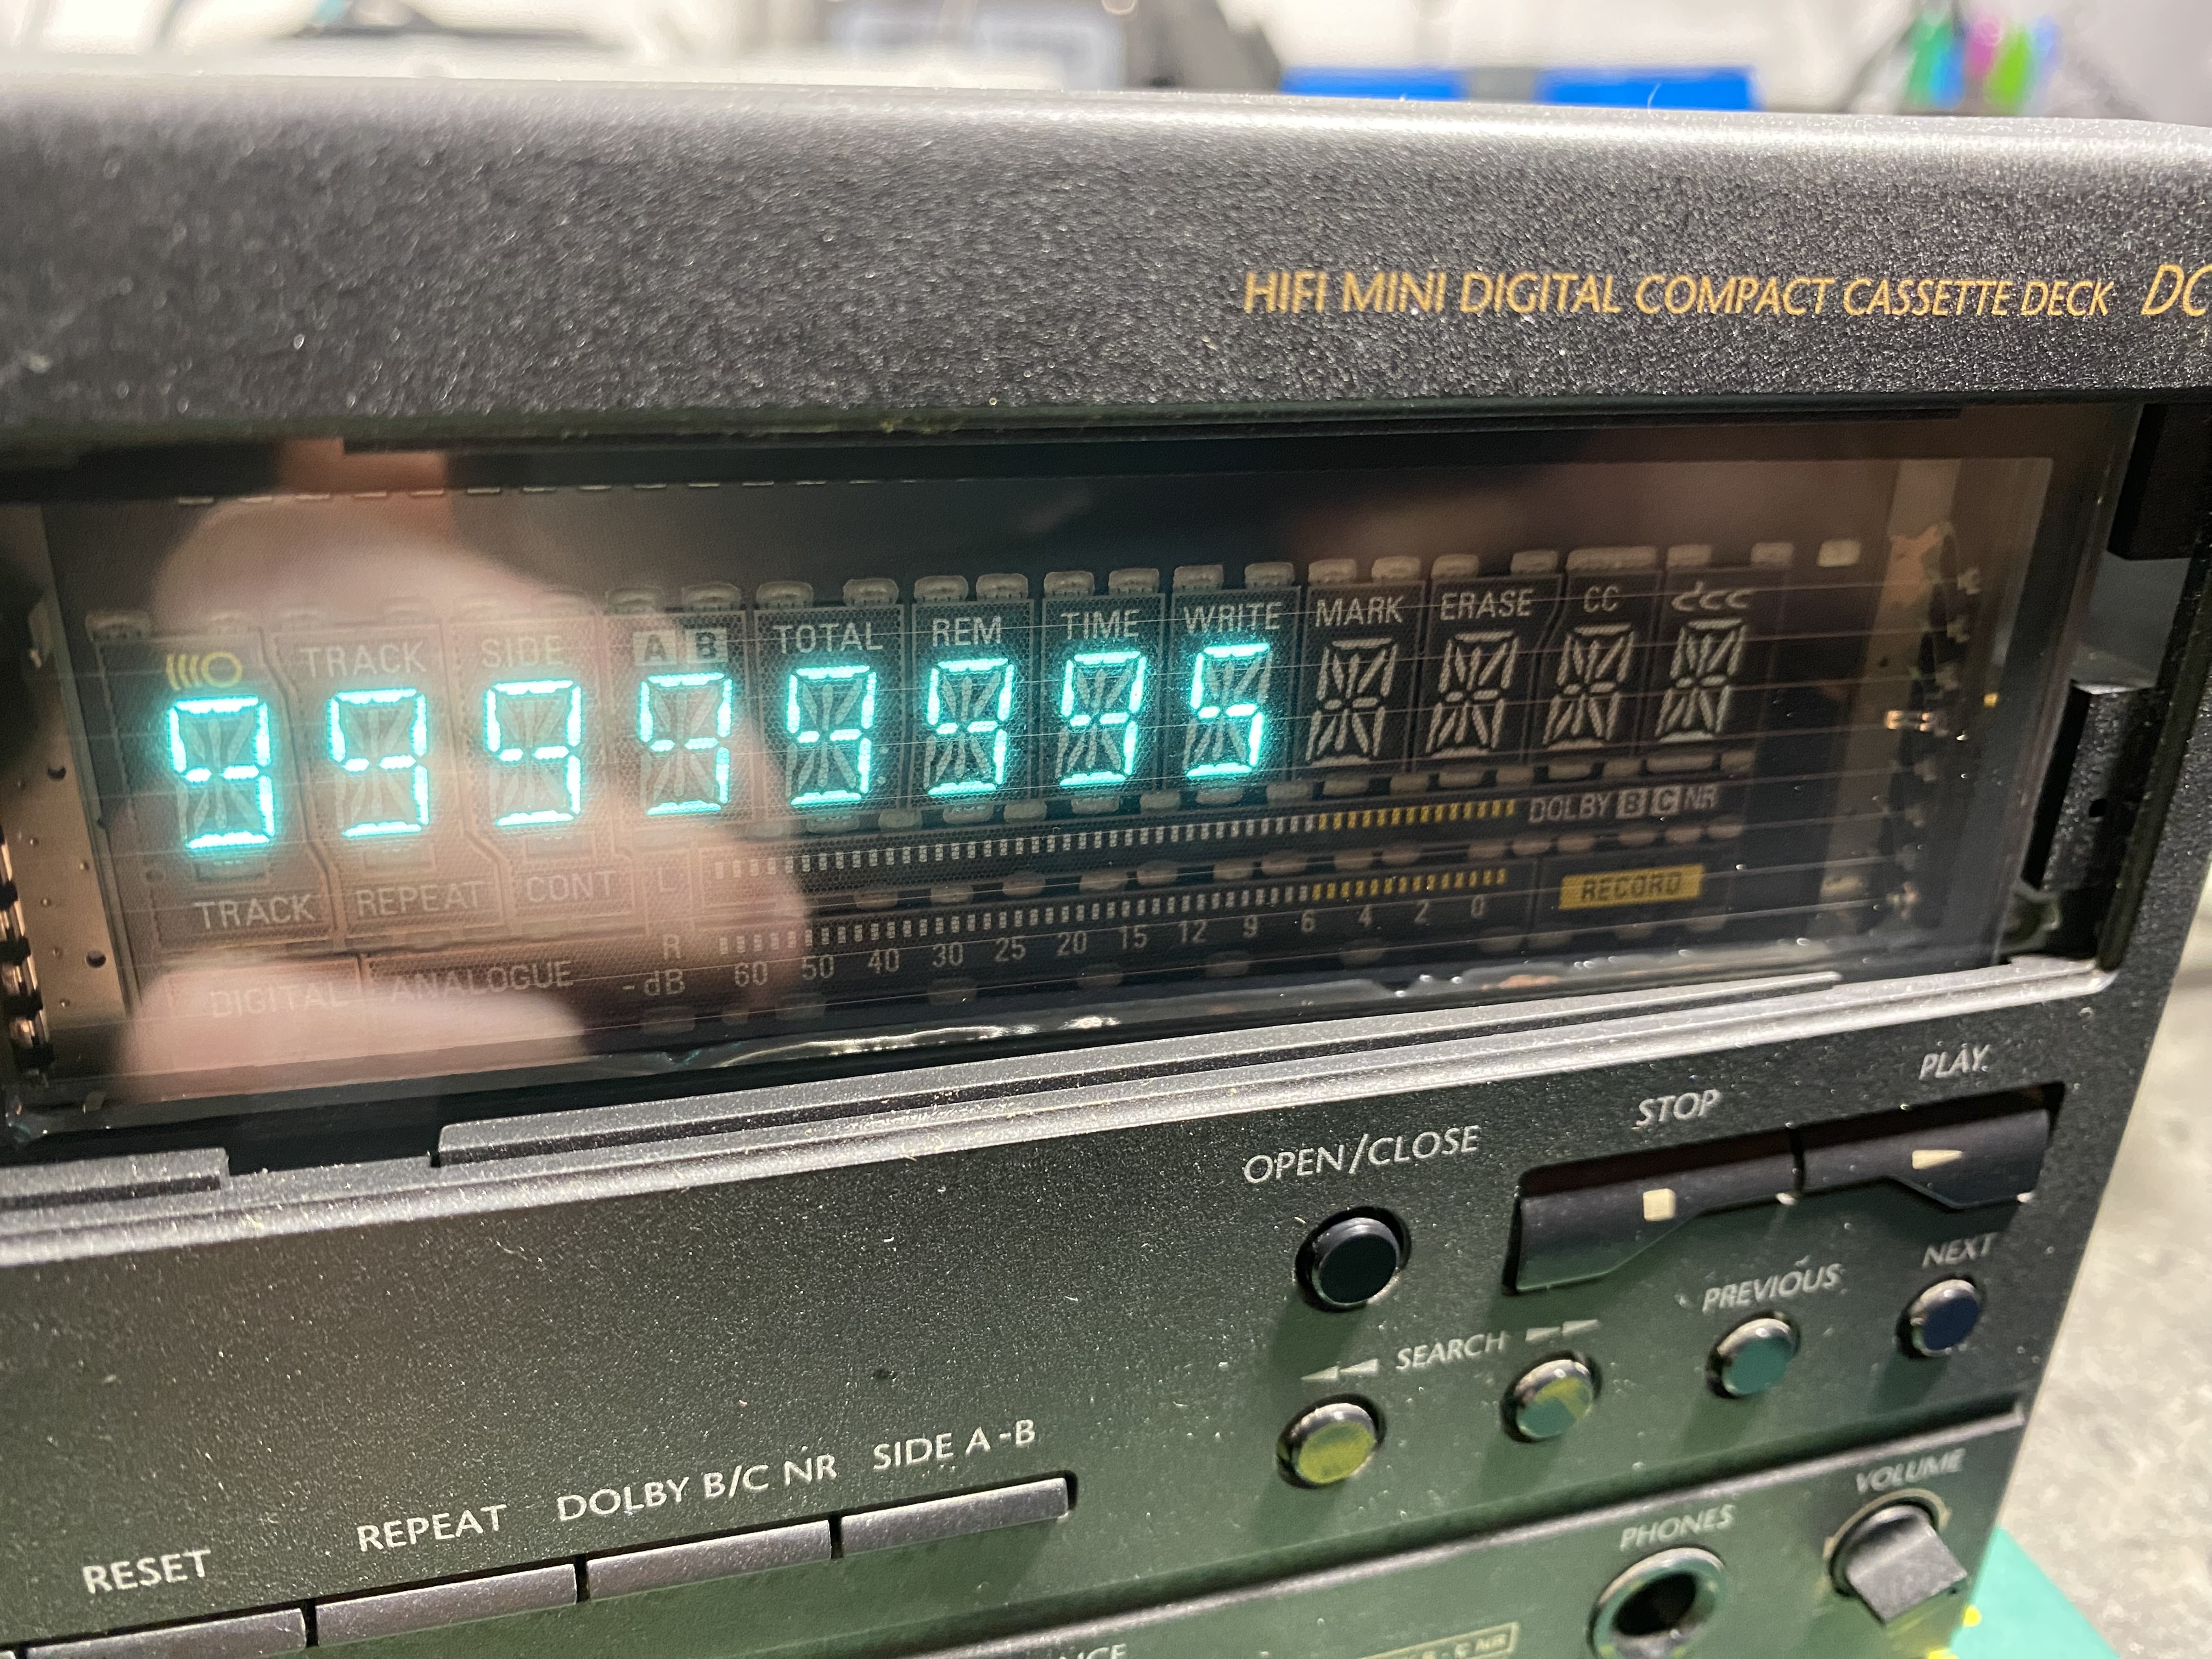 HIFI MINI DIGITAL COMPACT CASSETTE DECK DC
TRACK SIDE A B TOTAL REM TIME WRITE MARK ERASE CC dcc
99999995
DOLBY B C NR
TRACK REPEAT CONT L
RECORD
R
DIGITAL ANALOGUE -dB 60 50 40 30 25 20 15 12 9 6 4 2 0
PLAY
STOP
OPEN/CLOSE
NEXT
PREVIOUS
SEARCH
SIDE A-B
DOLBY B/C NR
REPEAT
RESET
VOLUME
PHONES